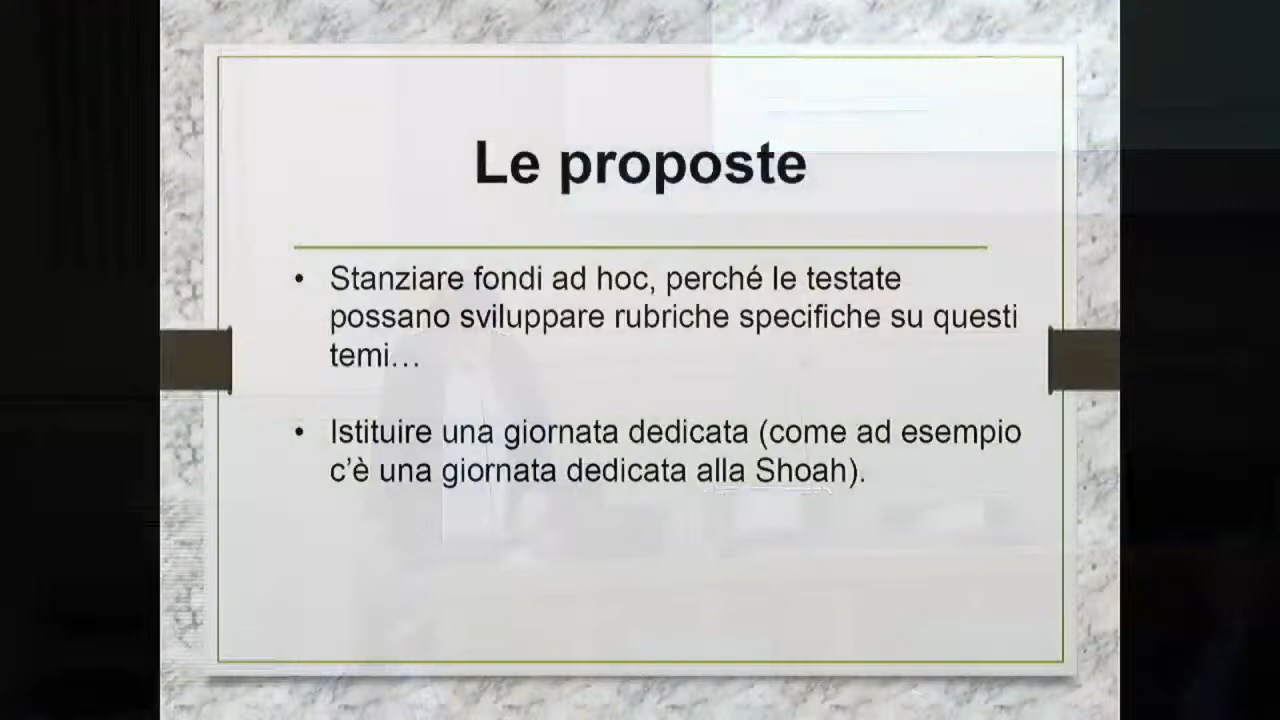 Le proposte
• Stanziare fondi ad hoc, perché le testate
possano sviluppare rubriche specifiche su questi
temi…
• Istituire una giornata dedicata (come ad esempio
c’è una giornata dedicata alla Shoah).